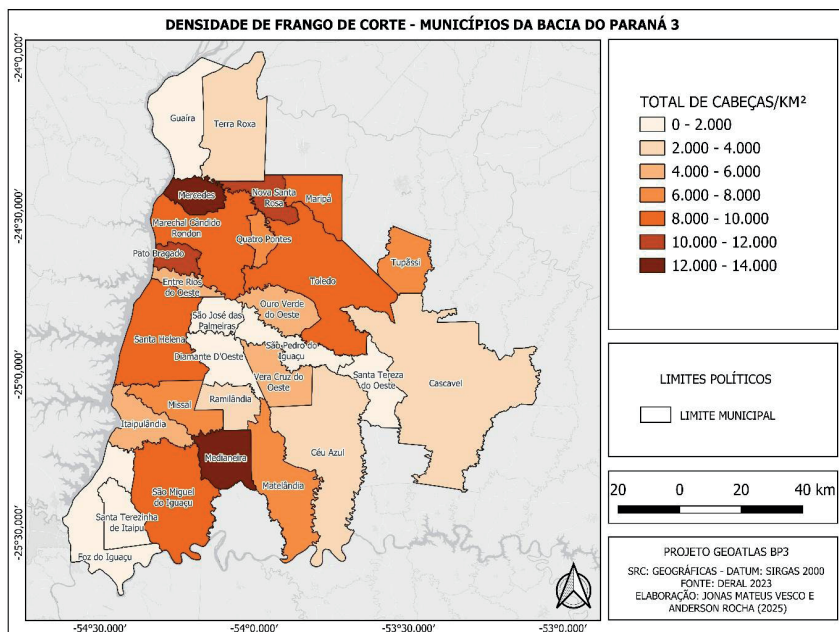 DENSIDADE DE FRANGO DE CORTE - MUNICÍPIOS DA BACIA DO PARANÁ 3
-24°0,000'
-24°30,000'
-25°0,000'
-25°30,000'
Guaíra
Terra Roxa
Mercedes
Nova Santa
Rosa
Maripá
Marechal Cândido
Rondon
Quatro Pontes
Pato Bragado
Toledo
Tupãssi
Entre Rios
do Oeste
Ouro Verde
do Oeste
São José das
Palmeiras
Santa Helena
São Pedro do
Iguaçu
Diamante D'Oeste
Vera Cruz do
Oeste
Santa Tereza
do Oeste
Cascavel
Missal
Ramilândia
Itaipulândia
Medianeira
Céu Azul
São Miguel
do Iguaçu
Matelândia
Santa Terezinha
de Itaipu
Foz do Iguaçu
-54°30.000'
-54°0.000'
-53°30.000'
-53°0.000'
TOTAL DE CABEÇAS/KM²
0 - 2.000
2.000 - 4.000
4.000 - 6.000
6.000 - 8.000
8.000 - 10.000
10.000 - 12.000
12.000 - 14.000
LIMITES POLÍTICOS
LIMITE MUNICIPAL
20 0 20 40 km
PROJETO GEOATLAS BP3
SRC: GEOGRÁFICAS - DATUM: SIRGAS 2000
FONTE: DERAL 2023
ELABORAÇÃO: JONAS MATEUS VESCO E
ANDERSON ROCHA (2025)